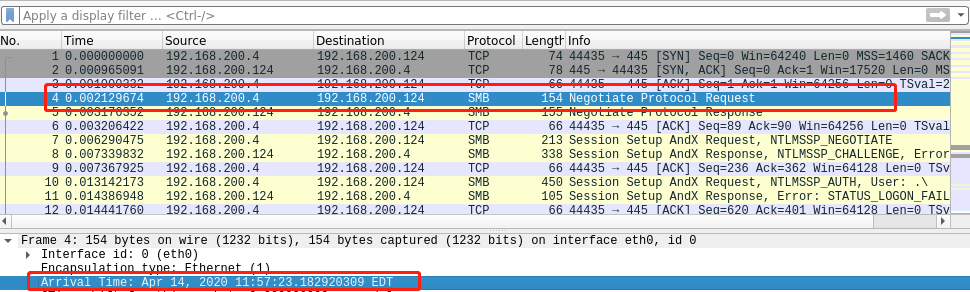 Apply a display filter ... <Ctrl-/>
No. Time Source Destination Protocol Length Info
1 0.000000000 192.168.200.4 192.168.200.124 TCP 74 44435 → 445 [SYN] Seq=0 Win=64240 Len=0 MSS=1460 SACK
2 0.000965091 192.168.200.124 192.168.200.4 TCP 78 445 → 44435 [SYN, ACK] Seq=0 Ack=1 Win=17520 Len=0 MS
3 192.168.200.4 192.168.200.124 TCP 66 44435 → 445 [ACK] Seq=1 Ack=1 Win=64256 Len=0 TSval=2
4 0.002129674 192.168.200.4 192.168.200.124 SMB 154 Negotiate Protocol Request
5 0.003176352 192.168.200.124 192.168.200.4 SMB 155 Negotiate Protocol Response
6 0.003206422 192.168.200.4 192.168.200.124 TCP 66 44435 → 445 [ACK] Seq=89 Ack=90 Win=64256 Len=0 TSval
7 0.006290475 192.168.200.4 192.168.200.124 SMB 213 Session Setup AndX Request, NTLMSSP_NEGOTIATE
8 0.007339832 192.168.200.124 192.168.200.4 SMB 338 Session Setup AndX Response, NTLMSSP_CHALLENGE, Error
9 0.007367925 192.168.200.4 192.168.200.124 TCP 66 44435 → 445 [ACK] Seq=236 Ack=362 Win=64128 Len=0 TSv
10 0.013142173 192.168.200.4 192.168.200.124 SMB 450 Session Setup AndX Request, NTLMSSP_AUTH, User: .\
11 0.014386948 192.168.200.124 192.168.200.4 SMB 105 Session Setup AndX Response, Error: STATUS_LOGON_FAIL
12 0.014441760 192.168.200.4 192.168.200.124 TCP 66 44435 → 445 [ACK] Seq=620 Ack=401 Win=64128 Len=0 TSv
Frame 4: 154 bytes on wire (1232 bits), 154 bytes captured (1232 bits) on interface eth0, id 0
Interface id: 0 (eth0)
Encapsulation type: Ethernet (1)
Arrival Time: Apr 14, 2020 11:57:23.182920309 EDT